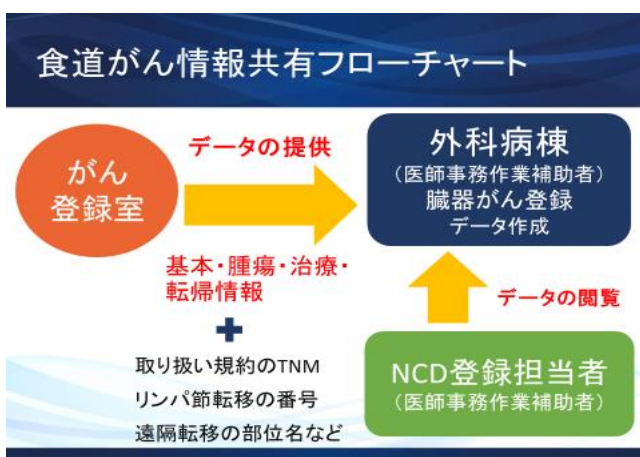 食道がん情報共有フローチャート
がん
登録室
データの提供
基本・腫瘍・治療・
転帰情報
取り扱い規約のTNM
リンパ節転移の番号
遠隔転移の部位名など
外科病棟
(医師事務作業補助者)
臓器がん登録
データ作成
データの閲覧
NCD登録担当者
(医師事務作業補助者)